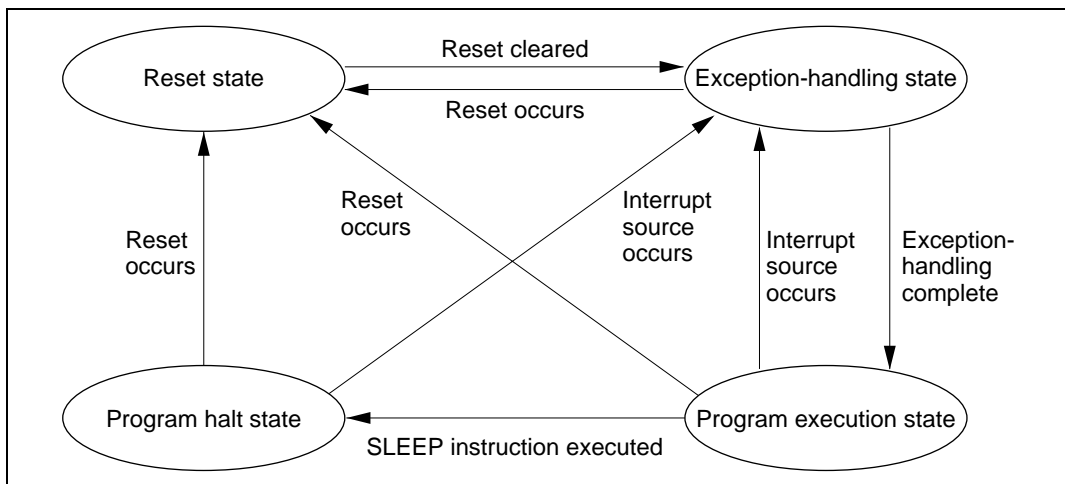 Reset cleared
Reset state
Exception-handling state
Reset occurs
Reset
occurs
Interrupt
source
occurs
Reset
occurs
Interrupt
source
occurs
Exception-
handling
complete
Program halt state
Program execution state
SLEEP instruction executed